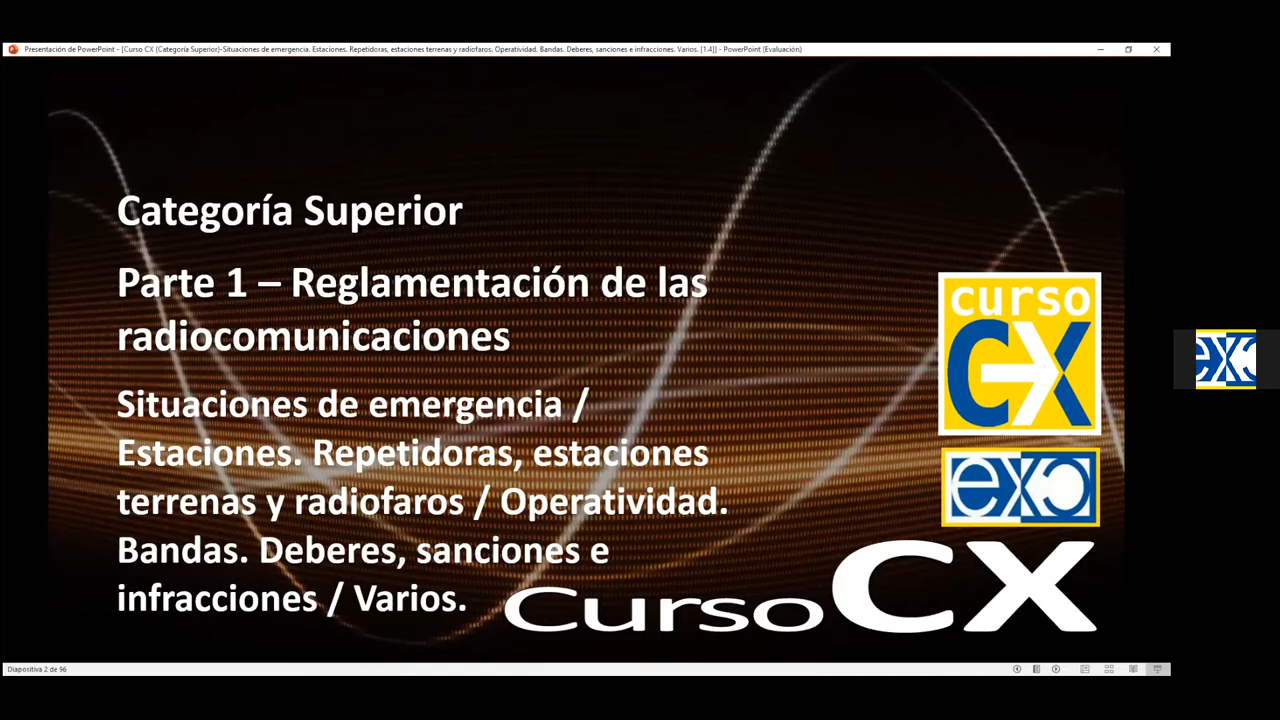 Presentación de PowerPoint - [Curso CX (Categoría Superior)-Situaciones de emergencia. Estaciones. Repetidoras, estaciones terrenas y radiofaros. Operatividad. Bandas. Deberes, sanciones e infracciones. Varios. [1.4]] - PowerPoint (Evaluación)
Categoría Superior
Parte 1 – Reglamentación de las
radiocomunicaciones
Situaciones de emergencia /
Estaciones. Repetidoras, estaciones
terrenas y radiofaros / Operatividad.
Bandas. Deberes, sanciones e
infracciones / Varios.
curso
CX
exc
Curso CX
exc
Diapositiva 2 de 96